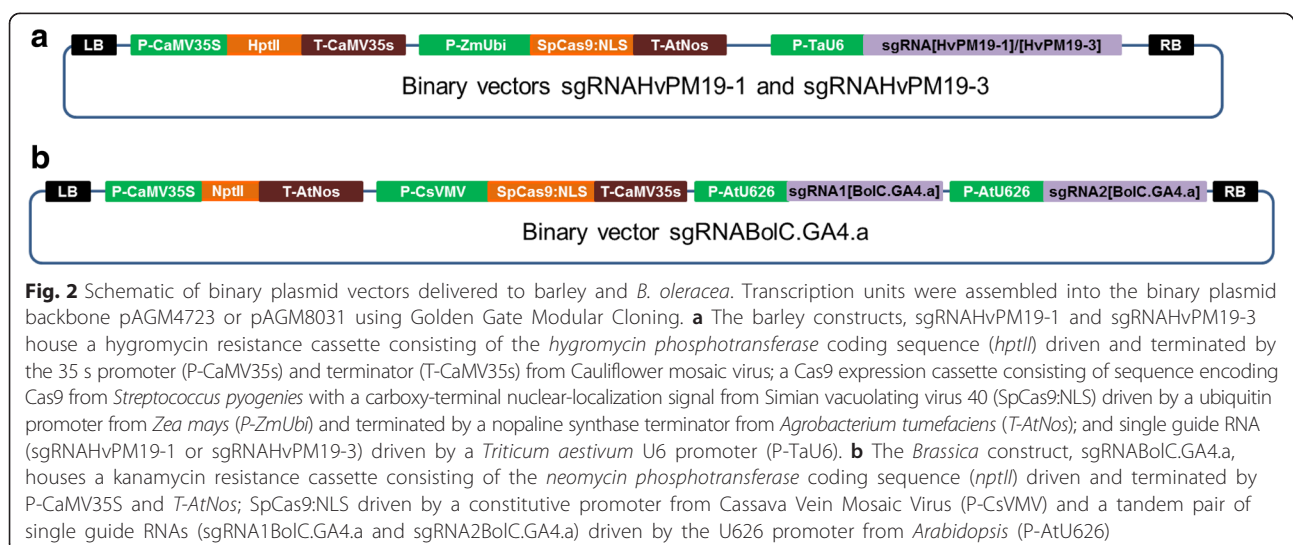 a
LB P-CaMV35S HptII T-CaMV35s P-ZmUbi SpCas9:NLS T-AtNos P-TaU6 sgRNA[HvPM19-1]/[HvPM19-3] RB
Binary vectors sgRNAHvPM19-1 and sgRNAHvPM19-3
b
LB P-CaMV35S NptII T-AtNos P-CsVMV SpCas9:NLS T-CaMV35s P-AtU626 sgRNA1[BolC.GA4.a] P-AtU626 sgRNA2[BolC.GA4.a] RB
Binary vector sgRNABolC.GA4.a
Fig. 2 Schematic of binary plasmid vectors delivered to barley and B. oleracea. Transcription units were assembled into the binary plasmid
backbone pAGM4723 or pAGM8031 using Golden Gate Modular Cloning. a The barley constructs, sgRNAHvPM19-1 and sgRNAHvPM19-3
house a hygromycin resistance cassette consisting of the hygromycin phosphotransferase coding sequence (hptII) driven and terminated by
the 35 s promoter (P-CaMV35s) and terminator (T-CaMV35s) from Cauliflower mosaic virus; a Cas9 expression cassette consisting of sequence encoding
Cas9 from Streptococcus pyogenies with a carboxy-terminal nuclear-localization signal from Simian vacuolating virus 40 (SpCas9:NLS) driven by a ubiquitin
promoter from Zea mays (P-ZmUbi) and terminated by a nopaline synthase terminator from Agrobacterium tumefaciens (T-AtNos); and single guide RNA
(sgRNAHvPM19-1 or sgRNAHvPM19-3) driven by a Triticum aestivum U6 promoter (P-TaU6). b The Brassica construct, sgRNABolC.GA4.a,
houses a kanamycin resistance cassette consisting of the neomycin phosphotransferase coding sequence (nptII) driven and terminated by
P-CaMV35S and T-AtNos; SpCas9:NLS driven by a constitutive promoter from Cassava Vein Mosaic Virus (P-CsVMV) and a tandem pair of
single guide RNAs (sgRNA1BolC.GA4.a and sgRNA2BolC.GA4.a) driven by the U626 promoter from Arabidopsis (P-AtU626)